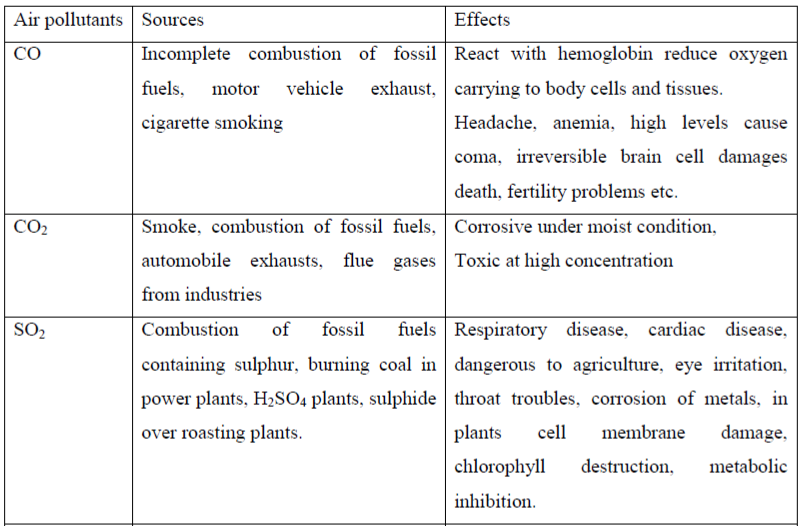 Air pollutants Sources Effects
CO
Incomplete combustion of fossil
fuels, motor vehicle exhaust,
cigarette smoking
React with hemoglobin reduce oxygen
carrying to body cells and tissues.
Headache, anemia, high levels cause
coma, irreversible brain cell damages
death, fertility problems etc.
CO₂
Smoke, combustion of fossil fuels,
automobile exhausts, flue gases
from industries
Corrosive under moist condition,
Toxic at high concentration
SO₂
Combustion of fossil fuels
containing sulphur, burning coal in
power plants, H₂SO₄ plants, sulphide
over roasting plants.
Respiratory disease, cardiac disease,
dangerous to agriculture, eye irritation,
throat troubles, corrosion of metals, in
plants cell membrane damage,
chlorophyll destruction, metabolic
inhibition.